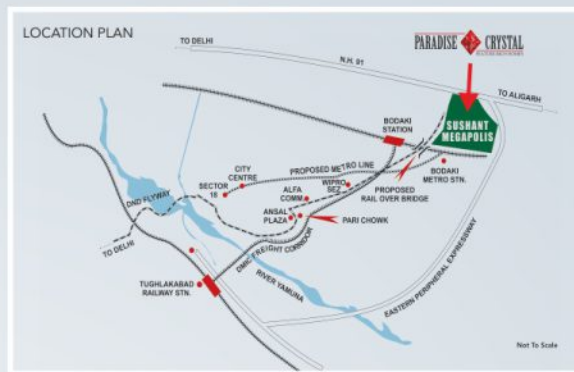 LOCATION PLAN
TO DELHI
PARADISE CRYSTAL
N.H. 91
TO ALIGARH
SUSHANT
MEGAPOLIS
BODAKI
STATION
BODAKI
METRO STN.
PROPOSED METRO LINE
CITY
CENTRE
SECTOR
16
WIPRO
SEZ
ALFA
COMM.
PROPOSED
RAIL OVER BRIDGE
ANSAL
PLAZA
PARI CHOWK
DND FLYWAY
TO DELHI
DMIC FREIGHT CORRIDOR
RIVER YAMUNA
EASTERN PERIPHERAL EXPRESSWAY
TUGHLAKABAD
RAILWAY STN.
Not To Scale